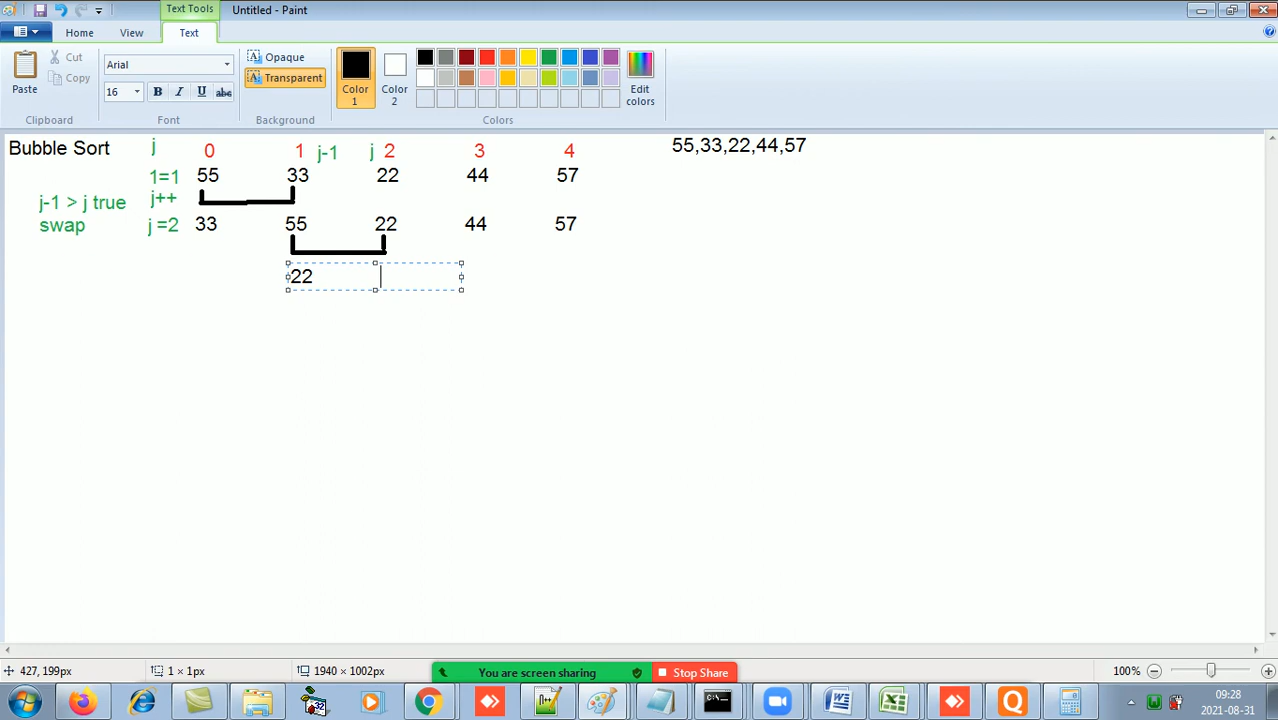 Text Tools
Untitled - Paint
Home
View
Text
Paste
Cut
Copy
Clipboard
Arial
16
B I U abc
Font
Opaque
Transparent
Background
Color 1
Color 2
Edit colors
Colors
Bubble Sort j 0 1 j-1 j 2 3 4 55,33,22,44,57
1=1 55 33 22 44 57
j-1 > j true j++
swap j =2 33 55 22 44 57
22
427, 199px
1 × 1px
1940 × 1002px
You are screen sharing
Stop Share
100%
32
09:28
2021-08-31